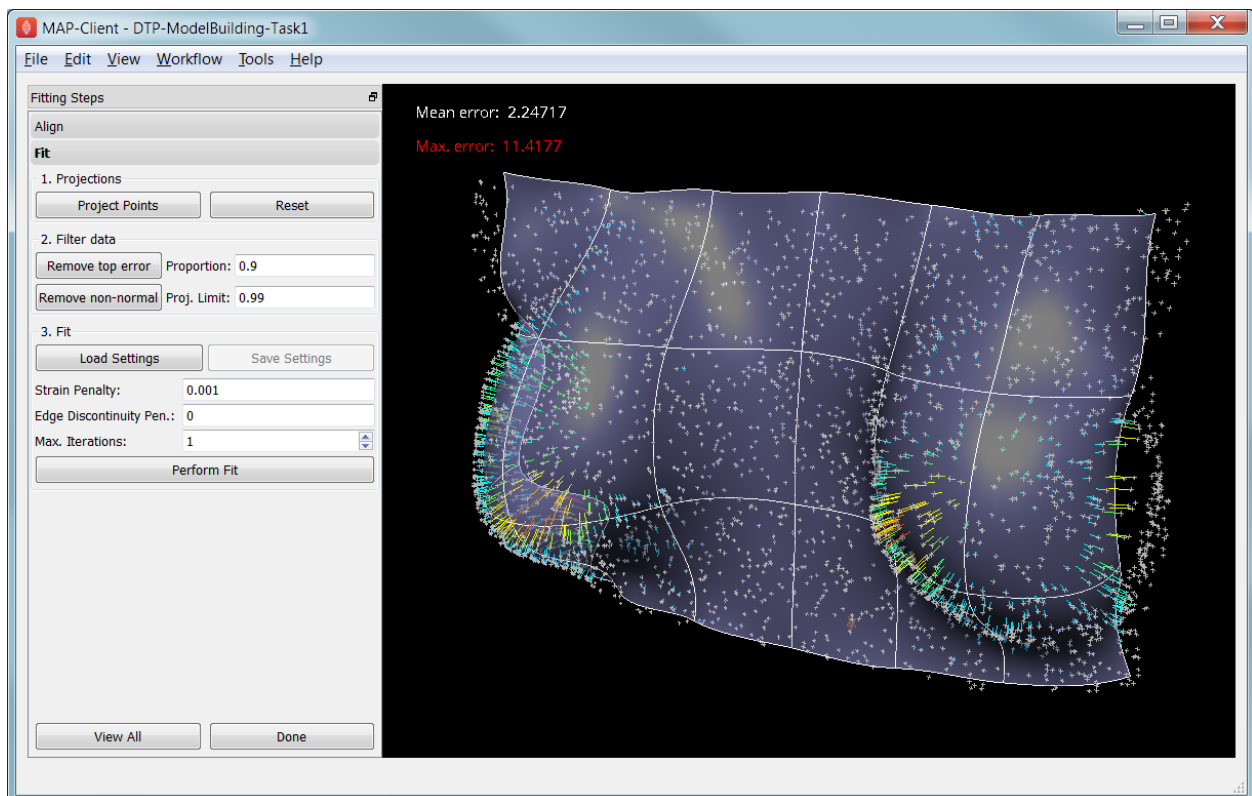 MAP-Client - DTP-ModelBuilding-Task1
File Edit View Workflow Tools Help
Fitting Steps
Align
Fit
1. Projections
Project Points Reset
2. Filter data
Remove top error Proportion: 0.9
Remove non-normal Proj. Limit: 0.99
3. Fit
Load Settings Save Settings
Strain Penalty: 0.001
Edge Discontinuity Pen.: 0
Max. Iterations: 1
Perform Fit
View All Done
Mean error: 2.24717
Max. error: 11.4177